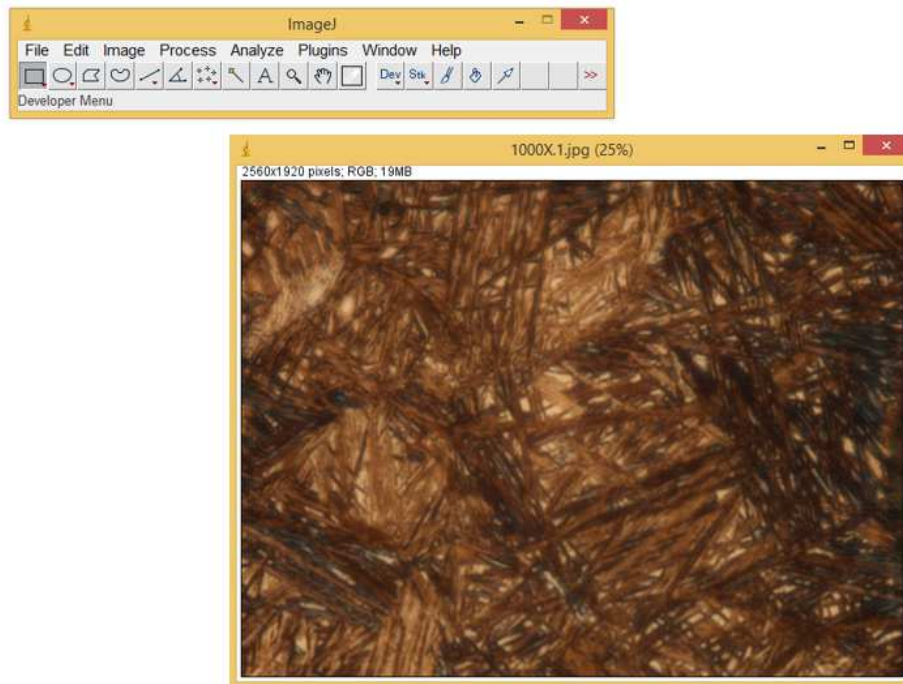 ImageJ
File Edit Image Process Analyze Plugins Window Help
A Dev Stk >>
Developer Menu
1000X.1.jpg (25%)
2560x1920 pixels; RGB; 19MB